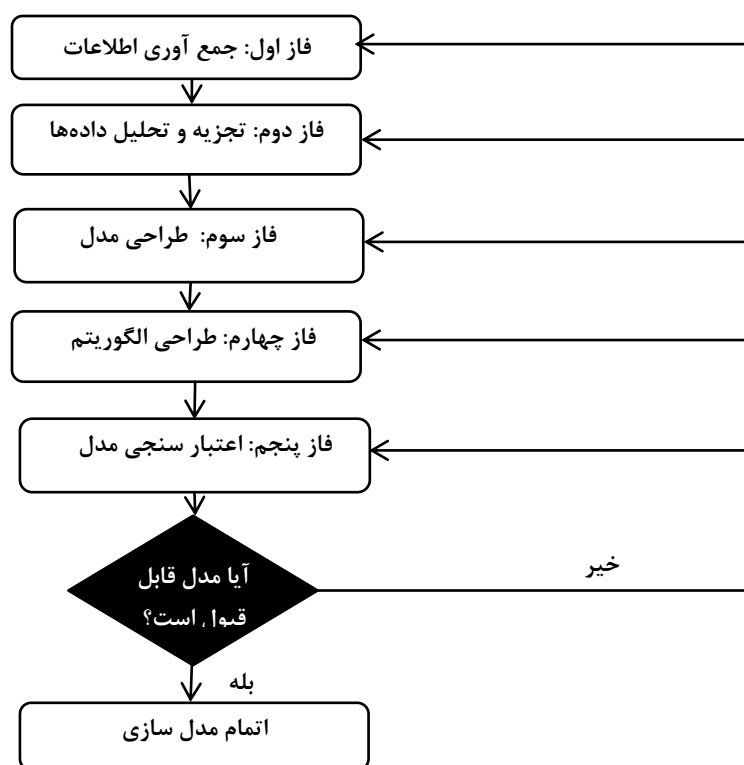 فاز اول: جمع آوری اطلاعات
فاز دوم: تجزیه و تحلیل داده‌ها
فاز سوم: طراحی مدل
فاز چهارم: طراحی الگوریتم
فاز پنجم: اعتبار سنجی مدل
آیا مدل قابل
قبول است؟
خیر
بله
اتمام مدل سازی